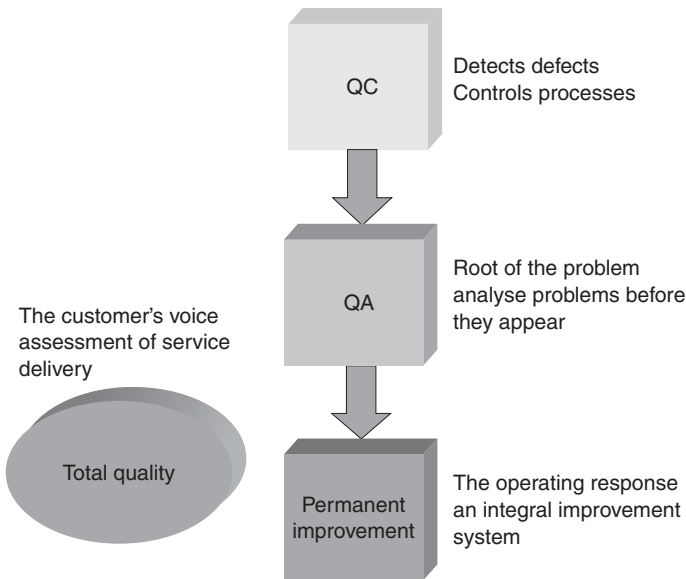 QC
Detects defects
Controls processes
QA
Root of the problem
analyse problems before
they appear
The customer's voice
assessment of service
delivery
Total quality
Permanent
improvement
The operating response
an integral improvement
system